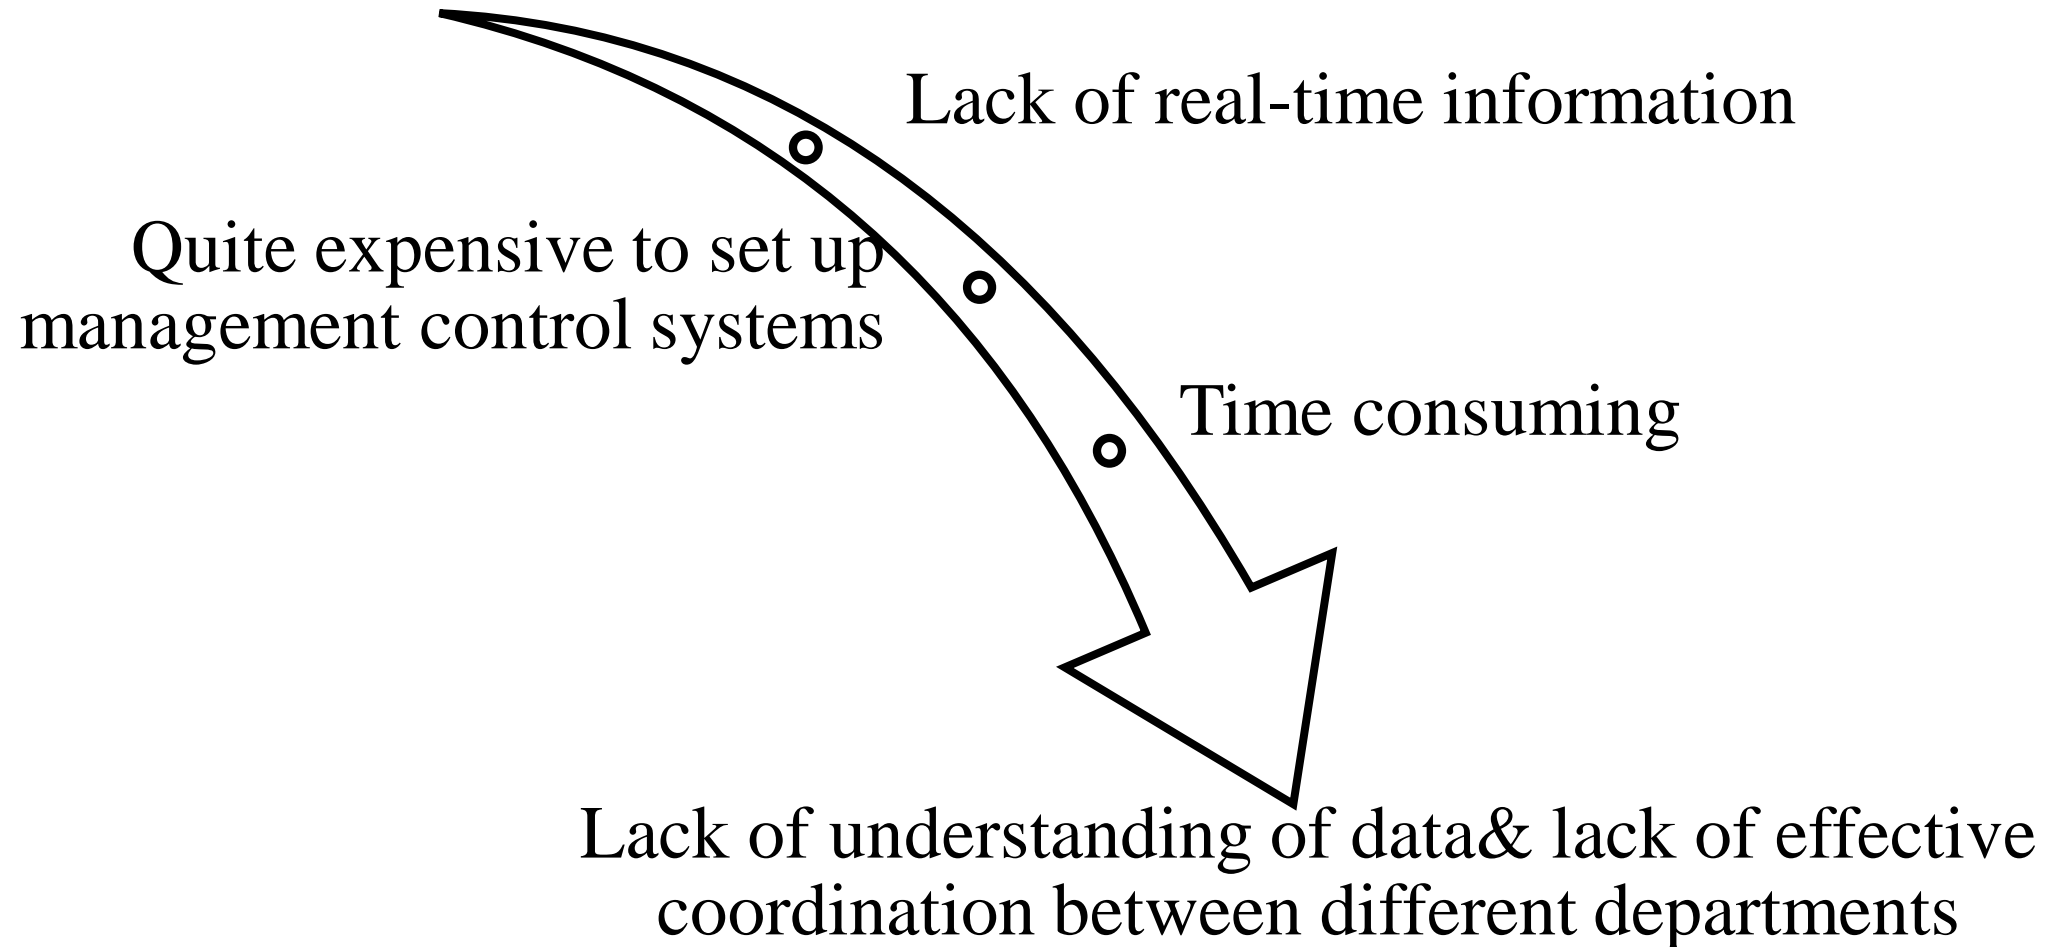 Lack of real-time information
Quite expensive to set up
management control systems
Time consuming
Lack of understanding of data& lack of effective
coordination between different departments